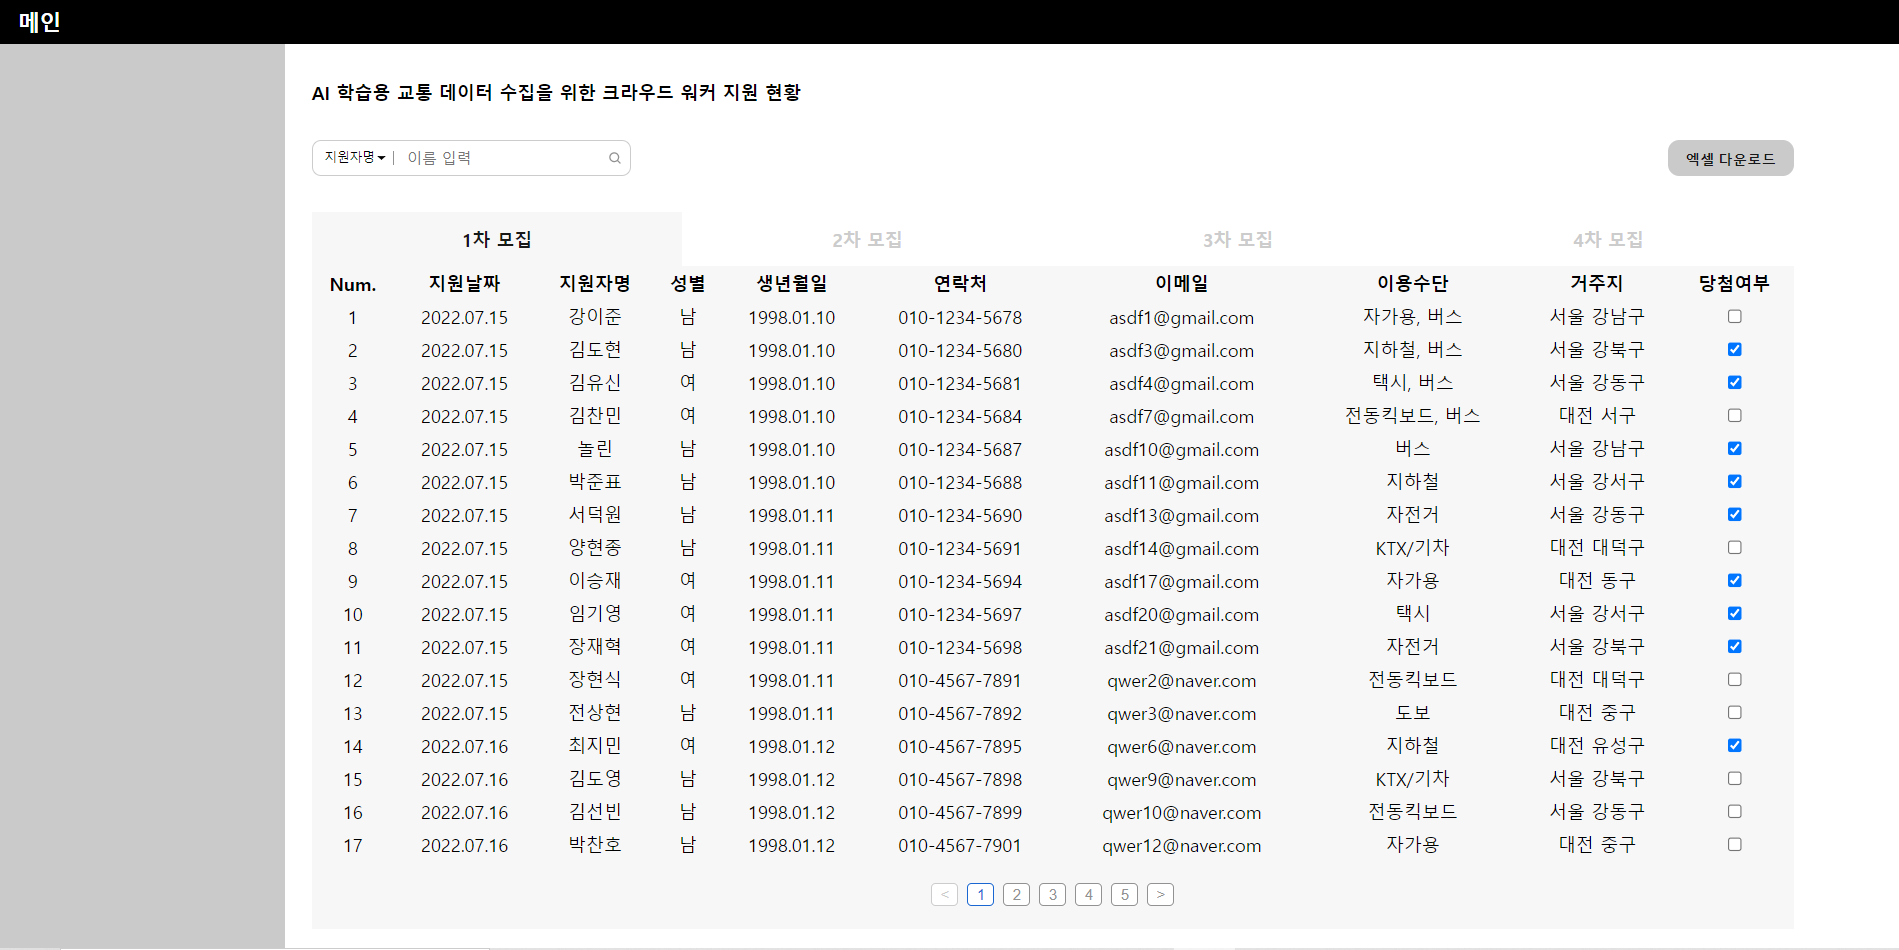 메인
AI 학습용 교통 데이터 수집을 위한 크라우드 워커 지원 현황
지원자명 | 이름 입력
엑셀 다운로드
1차 모집 2차 모집 3차 모집 4차 모집
Num. 지원날짜 지원자명 성별 생년월일 연락처 이메일 이용수단 거주지 당첨여부
1 2022.07.15 강이준 남 1998.01.10 010-1234-5678 asdf1@gmail.com 자가용, 버스 서울 강남구
2 2022.07.15 김도현 남 1998.01.10 010-1234-5680 asdf3@gmail.com 지하철, 버스 서울 강북구
3 2022.07.15 김유신 여 1998.01.10 010-1234-5681 asdf4@gmail.com 택시, 버스 서울 강동구
4 2022.07.15 김찬민 여 1998.01.10 010-1234-5684 asdf7@gmail.com 전동킥보드, 버스 대전 서구
5 2022.07.15 놀린 남 1998.01.10 010-1234-5687 asdf10@gmail.com 버스 서울 강남구
6 2022.07.15 박준표 남 1998.01.10 010-1234-5688 asdf11@gmail.com 지하철 서울 강서구
7 2022.07.15 서덕원 남 1998.01.11 010-1234-5690 asdf13@gmail.com 자전거 서울 강동구
8 2022.07.15 양현종 남 1998.01.11 010-1234-5691 asdf14@gmail.com KTX/기차 대전 대덕구
9 2022.07.15 이승재 여 1998.01.11 010-1234-5694 asdf17@gmail.com 자가용 대전 동구
10 2022.07.15 임기영 여 1998.01.11 010-1234-5697 asdf20@gmail.com 택시 서울 강서구
11 2022.07.15 장재혁 여 1998.01.11 010-1234-5698 asdf21@gmail.com 자전거 서울 강북구
12 2022.07.15 장현식 여 1998.01.11 010-4567-7891 qwer2@naver.com 전동킥보드 대전 대덕구
13 2022.07.15 전상현 남 1998.01.11 010-4567-7892 qwer3@naver.com 도보 대전 중구
14 2022.07.16 최지민 여 1998.01.12 010-4567-7895 qwer6@naver.com 지하철 대전 유성구
15 2022.07.16 김도영 남 1998.01.12 010-4567-7898 qwer9@naver.com KTX/기차 서울 강북구
16 2022.07.16 김선빈 남 1998.01.12 010-4567-7899 qwer10@naver.com 전동킥보드 서울 강동구
17 2022.07.16 박찬호 남 1998.01.12 010-4567-7901 qwer12@naver.com 자가용 대전 중구
< 1 2 3 4 5 >